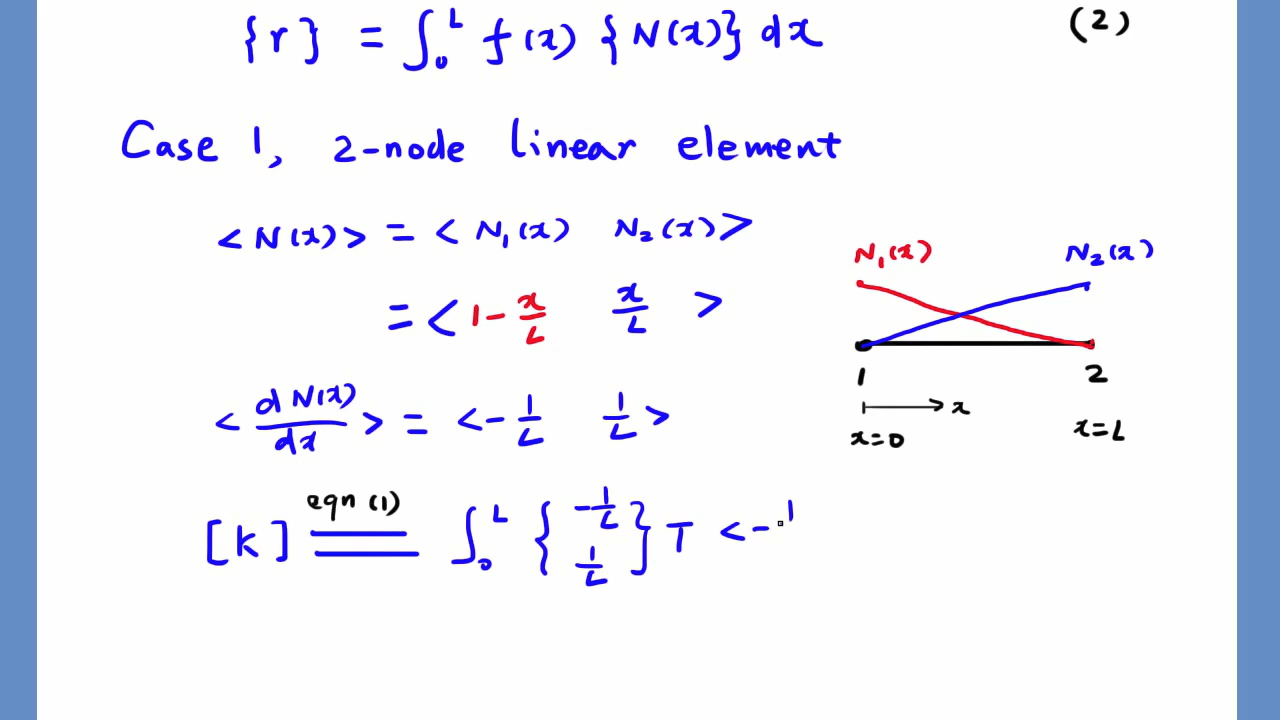 {r} = ∫₀ᴸ f(x) {N(x)} dx (2)
Case 1, 2-node linear element
<N(x)> = < N₁(x) N₂(x) >
= < 1 - x/L x/L >
N₁(x) N₂(x)
1 2
x
x=0 x=L
< dN(x)/dx > = < -1/L 1/L >
eqn (1)
[k] = ∫₀ᴸ { -1/L 1/L } T < - 1